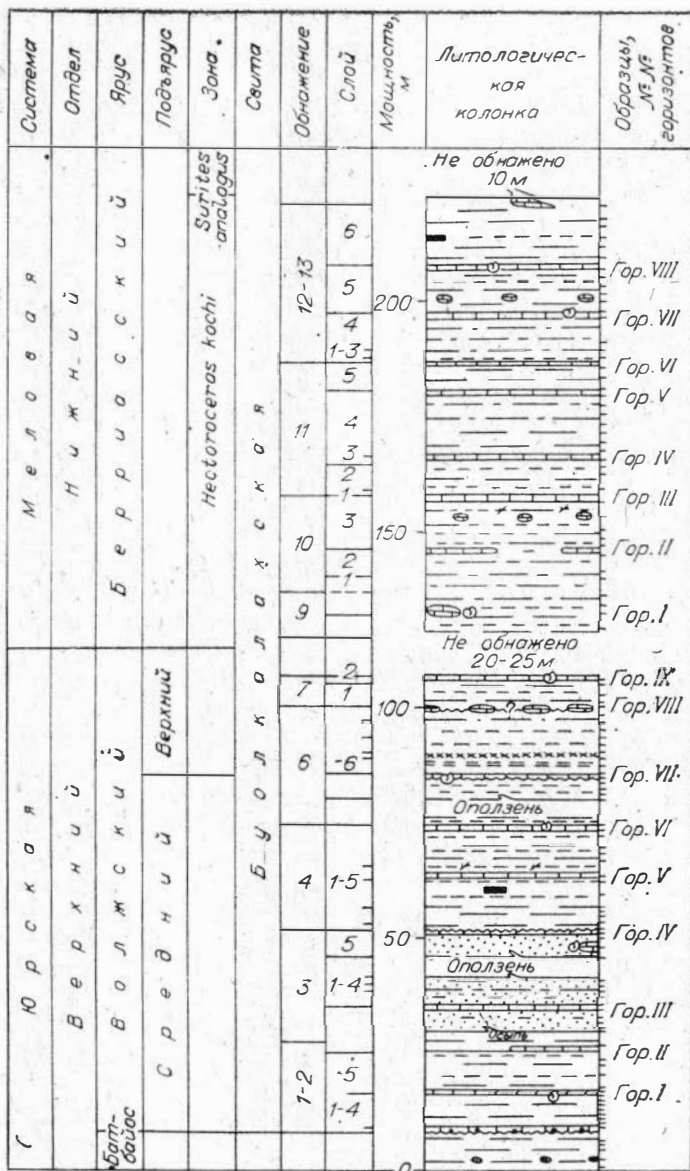 Система
Отдел
Ярус
Подъярус
Зона
Свита
Обнажение
Слой
Мощность, м
Литологичес-
кая
колонка
Образцы,
№№
горизонтов
Меловая
Нижний
Берриасский
Surites
analogus
Hectoroceras kochi
Юрская
Верхний
Волжский
Верхний
Средний
Бат-
байос
Буолкалахская
12-13
11
10
9
7
6
4
3
1-2
6
5
4
1-3
5
4
3
2
1
3
2
1
2
1
-6
1-5
5
1-4
-5
1-4
200
150
100
50
0
Не обнажено
10 м
Гор. VIII
Гор. VII
Гор. VI
Гор. V
Гор. IV
Гор. III
Гор. II
Гор. I
Не обнажено
20-25 м
Гор. IX
Гор. VIII
Гор. VII
Оползень
Гор. VI
Гор. V
Гор. IV
Оползень
Гор. III
Осыпь
Гор. II
Гор. I